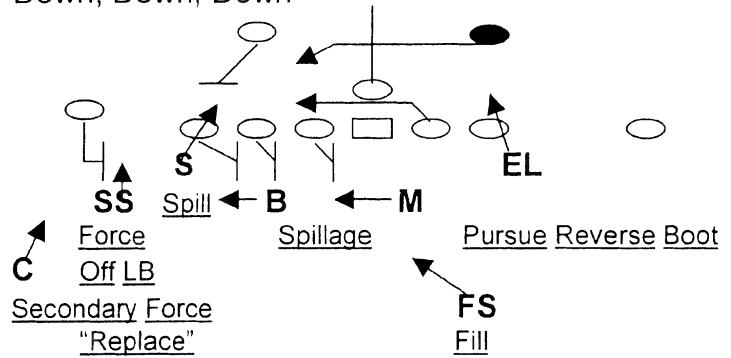 Down, Down, Down
S
EL
SS
Spill
B
M
Force
Spillage
Pursue Reverse Boot
C
Off LB
Secondary Force
FS
"Replace"
Fill